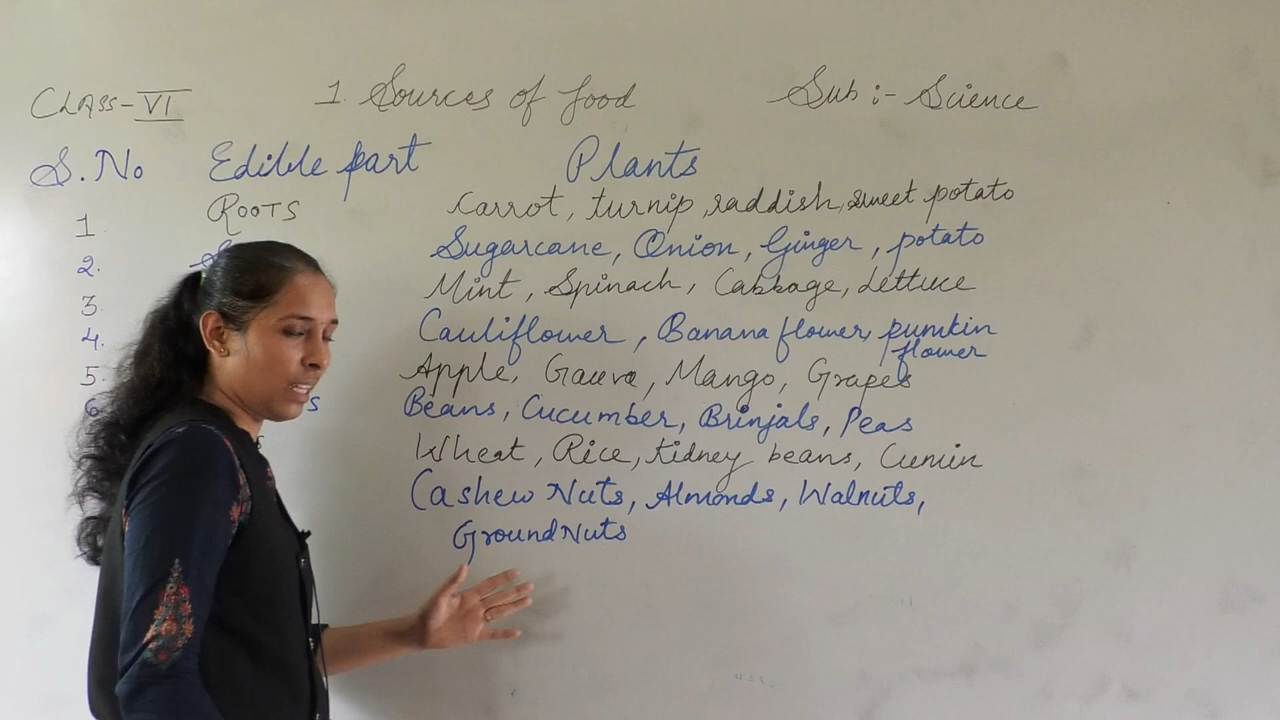 CLASS-VI 1. Sources of food Sub :- Science
S.No Edible part Plants
1 ROOTS Carrot, turnip, raddish, sweet potato
2. Sugarcane, Onion, Ginger, potato
3. Mint, Spinach, Cabbage, Lettuce
4. Cauliflower, Banana flower, pumkin
flower
5. Apple, Gauva, Mango, Grapes
6 Beans, Cucumber, Brinjals, Peas
Wheat, Rice, Kidney beans, Cumin
Cashew Nuts, Almonds, Walnuts,
GroundNuts